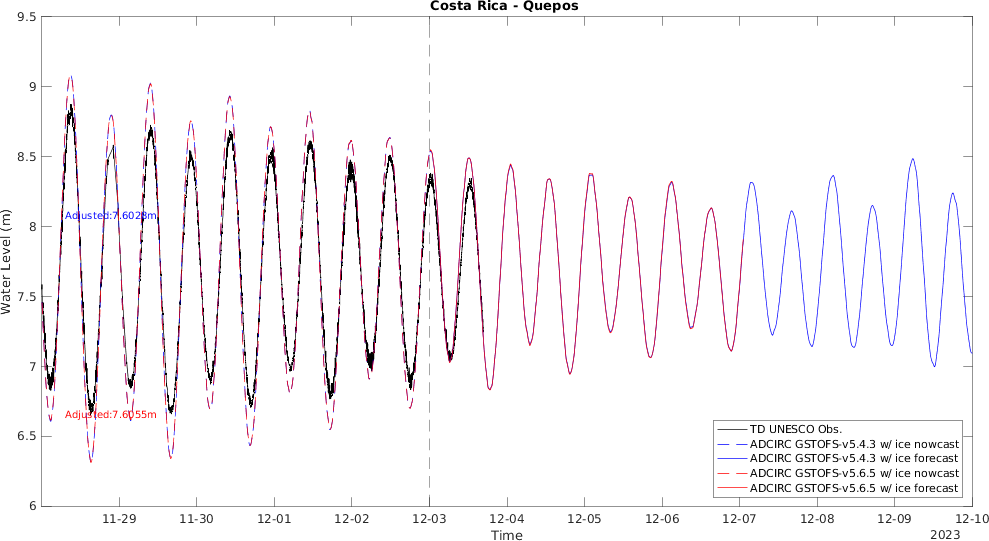 Costa Rica - Quepos
Water Level (m)
9.5
9
8.5
8
7.5
7
6.5
6
Adjusted:7.6028m
Adjusted:7.6055m
TD UNESCO Obs.
ADCIRC GSTOFS-v5.4.3 w/ ice nowcast
ADCIRC GSTOFS-v5.4.3 w/ ice forecast
ADCIRC GSTOFS-v5.6.5 w/ ice nowcast
ADCIRC GSTOFS-v5.6.5 w/ ice forecast
11-29 11-30 12-01 12-02 12-03 12-04 12-05 12-06 12-07 12-08 12-09 12-10
Time
2023